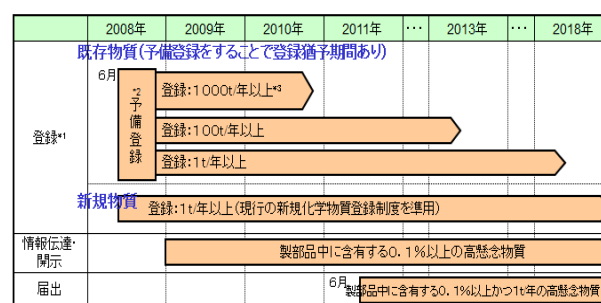 2008年 2009年 2010年 2011年 … 2013年 … 2018年
既存物質(予備登録をすることで登録猶予期間あり)
6月
*2予備登録
登録:1000t/年以上*3
登録*1
登録:100t/年以上
登録:1t/年以上
新規物質
登録:1t/年以上(現行の新規化学物質登録制度を準用)
情報伝達・
開示
製部品中に含有する0.1%以上の高懸念物質
届出
6月
製部品中に含有する0.1%以上かつ1t年の高懸念物質